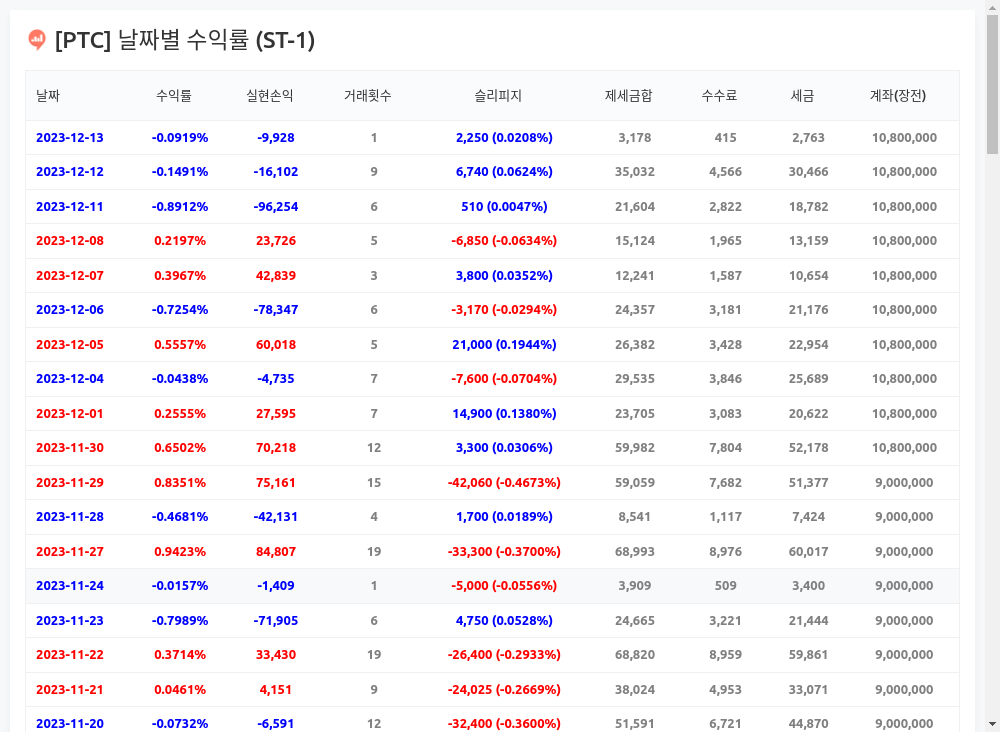 [PTC] 날짜별 수익률 (ST-1)
날짜 수익률 실현손익 거래횟수 슬리피지 제세금합 수수료 세금 계좌(장전)
2023-12-13 -0.0919% -9,928 1 2,250 (0.0208%) 3,178 415 2,763 10,800,000
2023-12-12 -0.1491% -16,102 9 6,740 (0.0624%) 35,032 4,566 30,466 10,800,000
2023-12-11 -0.8912% -96,254 6 510 (0.0047%) 21,604 2,822 18,782 10,800,000
2023-12-08 0.2197% 23,726 5 -6,850 (-0.0634%) 15,124 1,965 13,159 10,800,000
2023-12-07 0.3967% 42,839 3 3,800 (0.0352%) 12,241 1,587 10,654 10,800,000
2023-12-06 -0.7254% -78,347 6 -3,170 (-0.0294%) 24,357 3,181 21,176 10,800,000
2023-12-05 0.5557% 60,018 5 21,000 (0.1944%) 26,382 3,428 22,954 10,800,000
2023-12-04 -0.0438% -4,735 7 -7,600 (-0.0704%) 29,535 3,846 25,689 10,800,000
2023-12-01 0.2555% 27,595 7 14,900 (0.1380%) 23,705 3,083 20,622 10,800,000
2023-11-30 0.6502% 70,218 12 3,300 (0.0306%) 59,982 7,804 52,178 10,800,000
2023-11-29 0.8351% 75,161 15 -42,060 (-0.4673%) 59,059 7,682 51,377 9,000,000
2023-11-28 -0.4681% -42,131 4 1,700 (0.0189%) 8,541 1,117 7,424 9,000,000
2023-11-27 0.9423% 84,807 19 -33,300 (-0.3700%) 68,993 8,976 60,017 9,000,000
2023-11-24 -0.0157% -1,409 1 -5,000 (-0.0556%) 3,909 509 3,400 9,000,000
2023-11-23 -0.7989% -71,905 6 4,750 (0.0528%) 24,665 3,221 21,444 9,000,000
2023-11-22 0.3714% 33,430 19 -26,400 (-0.2933%) 68,820 8,959 59,861 9,000,000
2023-11-21 0.0461% 4,151 9 -24,025 (-0.2669%) 38,024 4,953 33,071 9,000,000
2023-11-20 -0.0732% -6,591 12 -32,400 (-0.3600%) 51,591 6,721 44,870 9,000,000